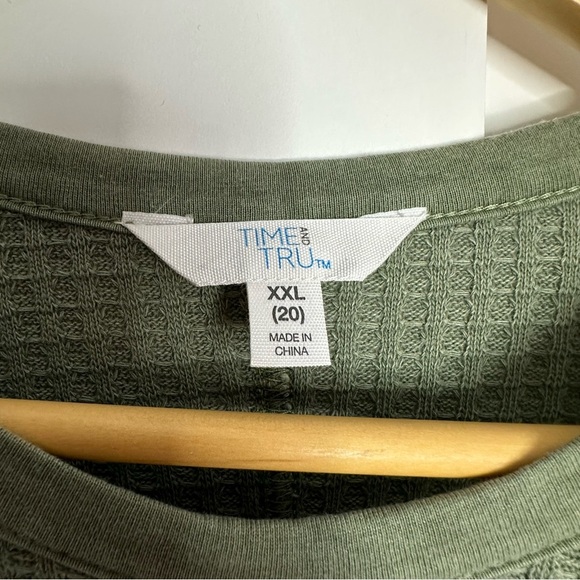 TIME AND
TRU™
XXL
(20)
MADE IN
CHINA